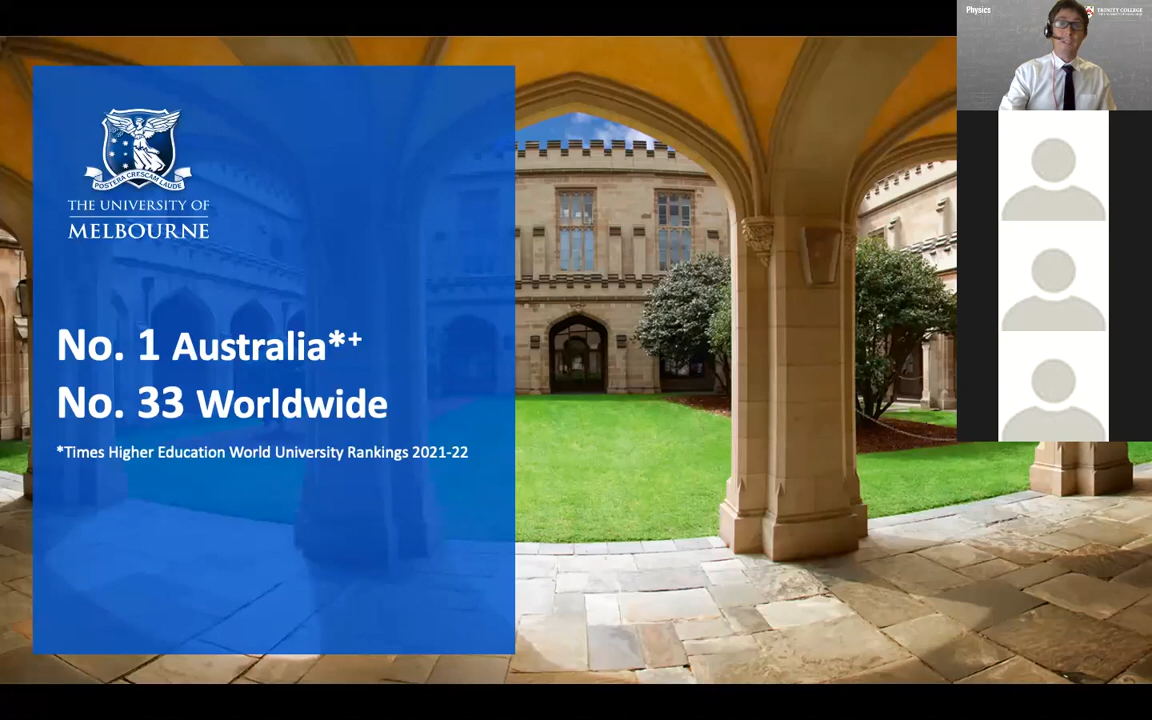 POSTERA CRESCAM LAUDE
THE UNIVERSITY OF
MELBOURNE
No. 1 Australia*+
No. 33 Worldwide
*Times Higher Education World University Rankings 2021-22
Physics
TRINITY COLLEGE